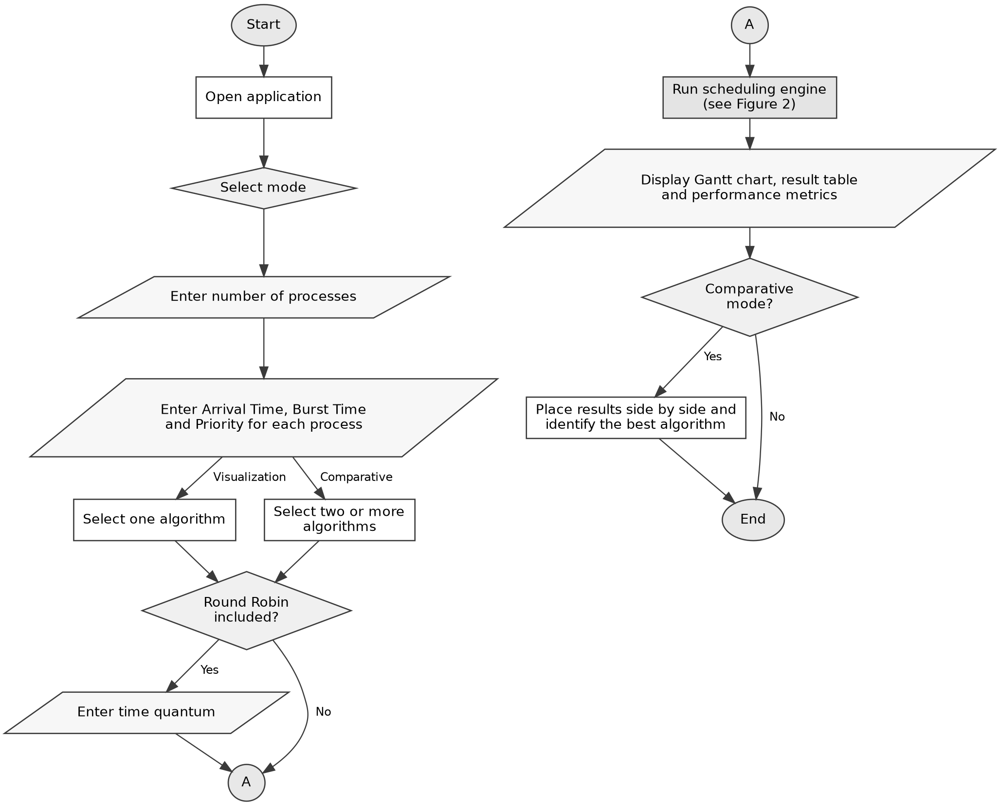 Start
Open application
Select mode
Enter number of processes
Enter Arrival Time, Burst Time
and Priority for each process
Visualization
Comparative
Select one algorithm
Select two or more
algorithms
Round Robin
included?
Yes
No
Enter time quantum
A
A
Run scheduling engine
(see Figure 2)
Display Gantt chart, result table
and performance metrics
Comparative
mode?
Yes
No
Place results side by side and
identify the best algorithm
End